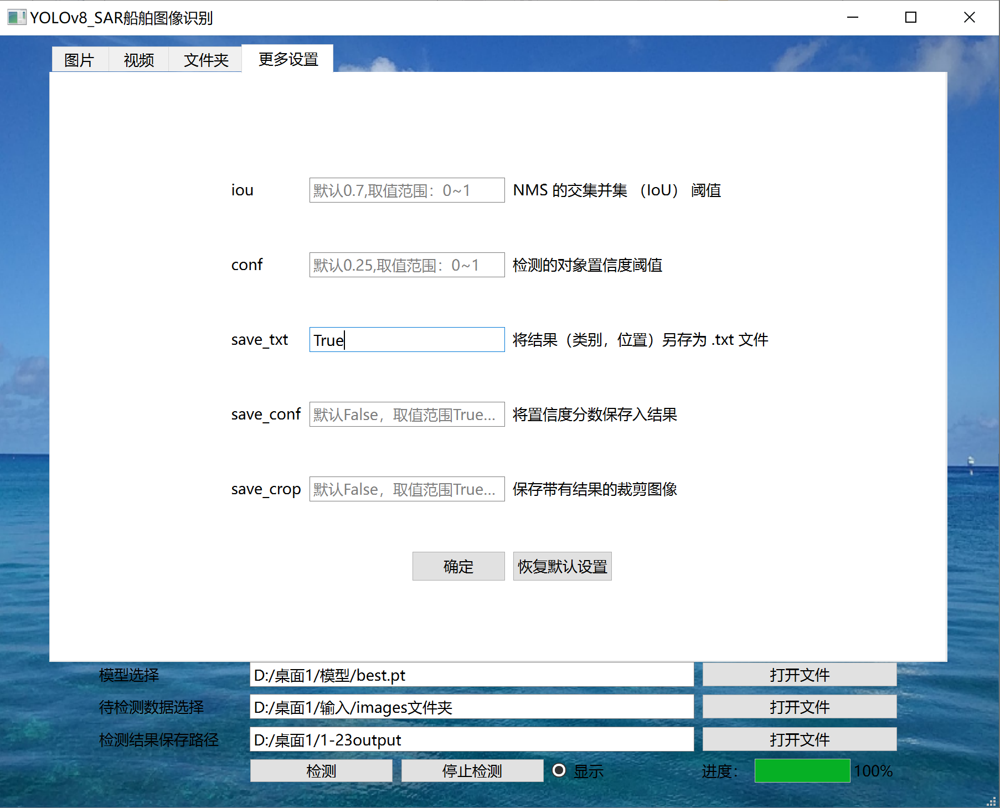 YOLOv8_SAR船舶图像识别
图片 视频 文件夹 更多设置
iou 默认0.7,取值范围：0~1 NMS 的交集并集 （IoU） 阈值
conf 默认0.25,取值范围：0~1 检测的对象置信度阈值
save_txt True 将结果（类别，位置）另存为 .txt 文件
save_conf 默认False，取值范围True... 将置信度分数保存入结果
save_crop 默认False，取值范围True... 保存带有结果的裁剪图像
确定 恢复默认设置
模型选择 D:/桌面1/模型/best.pt 打开文件
待检测数据选择 D:/桌面1/输入/images文件夹 打开文件
检测结果保存路径 D:/桌面1/1-23output 打开文件
检测 停止检测 显示 进度： 100%